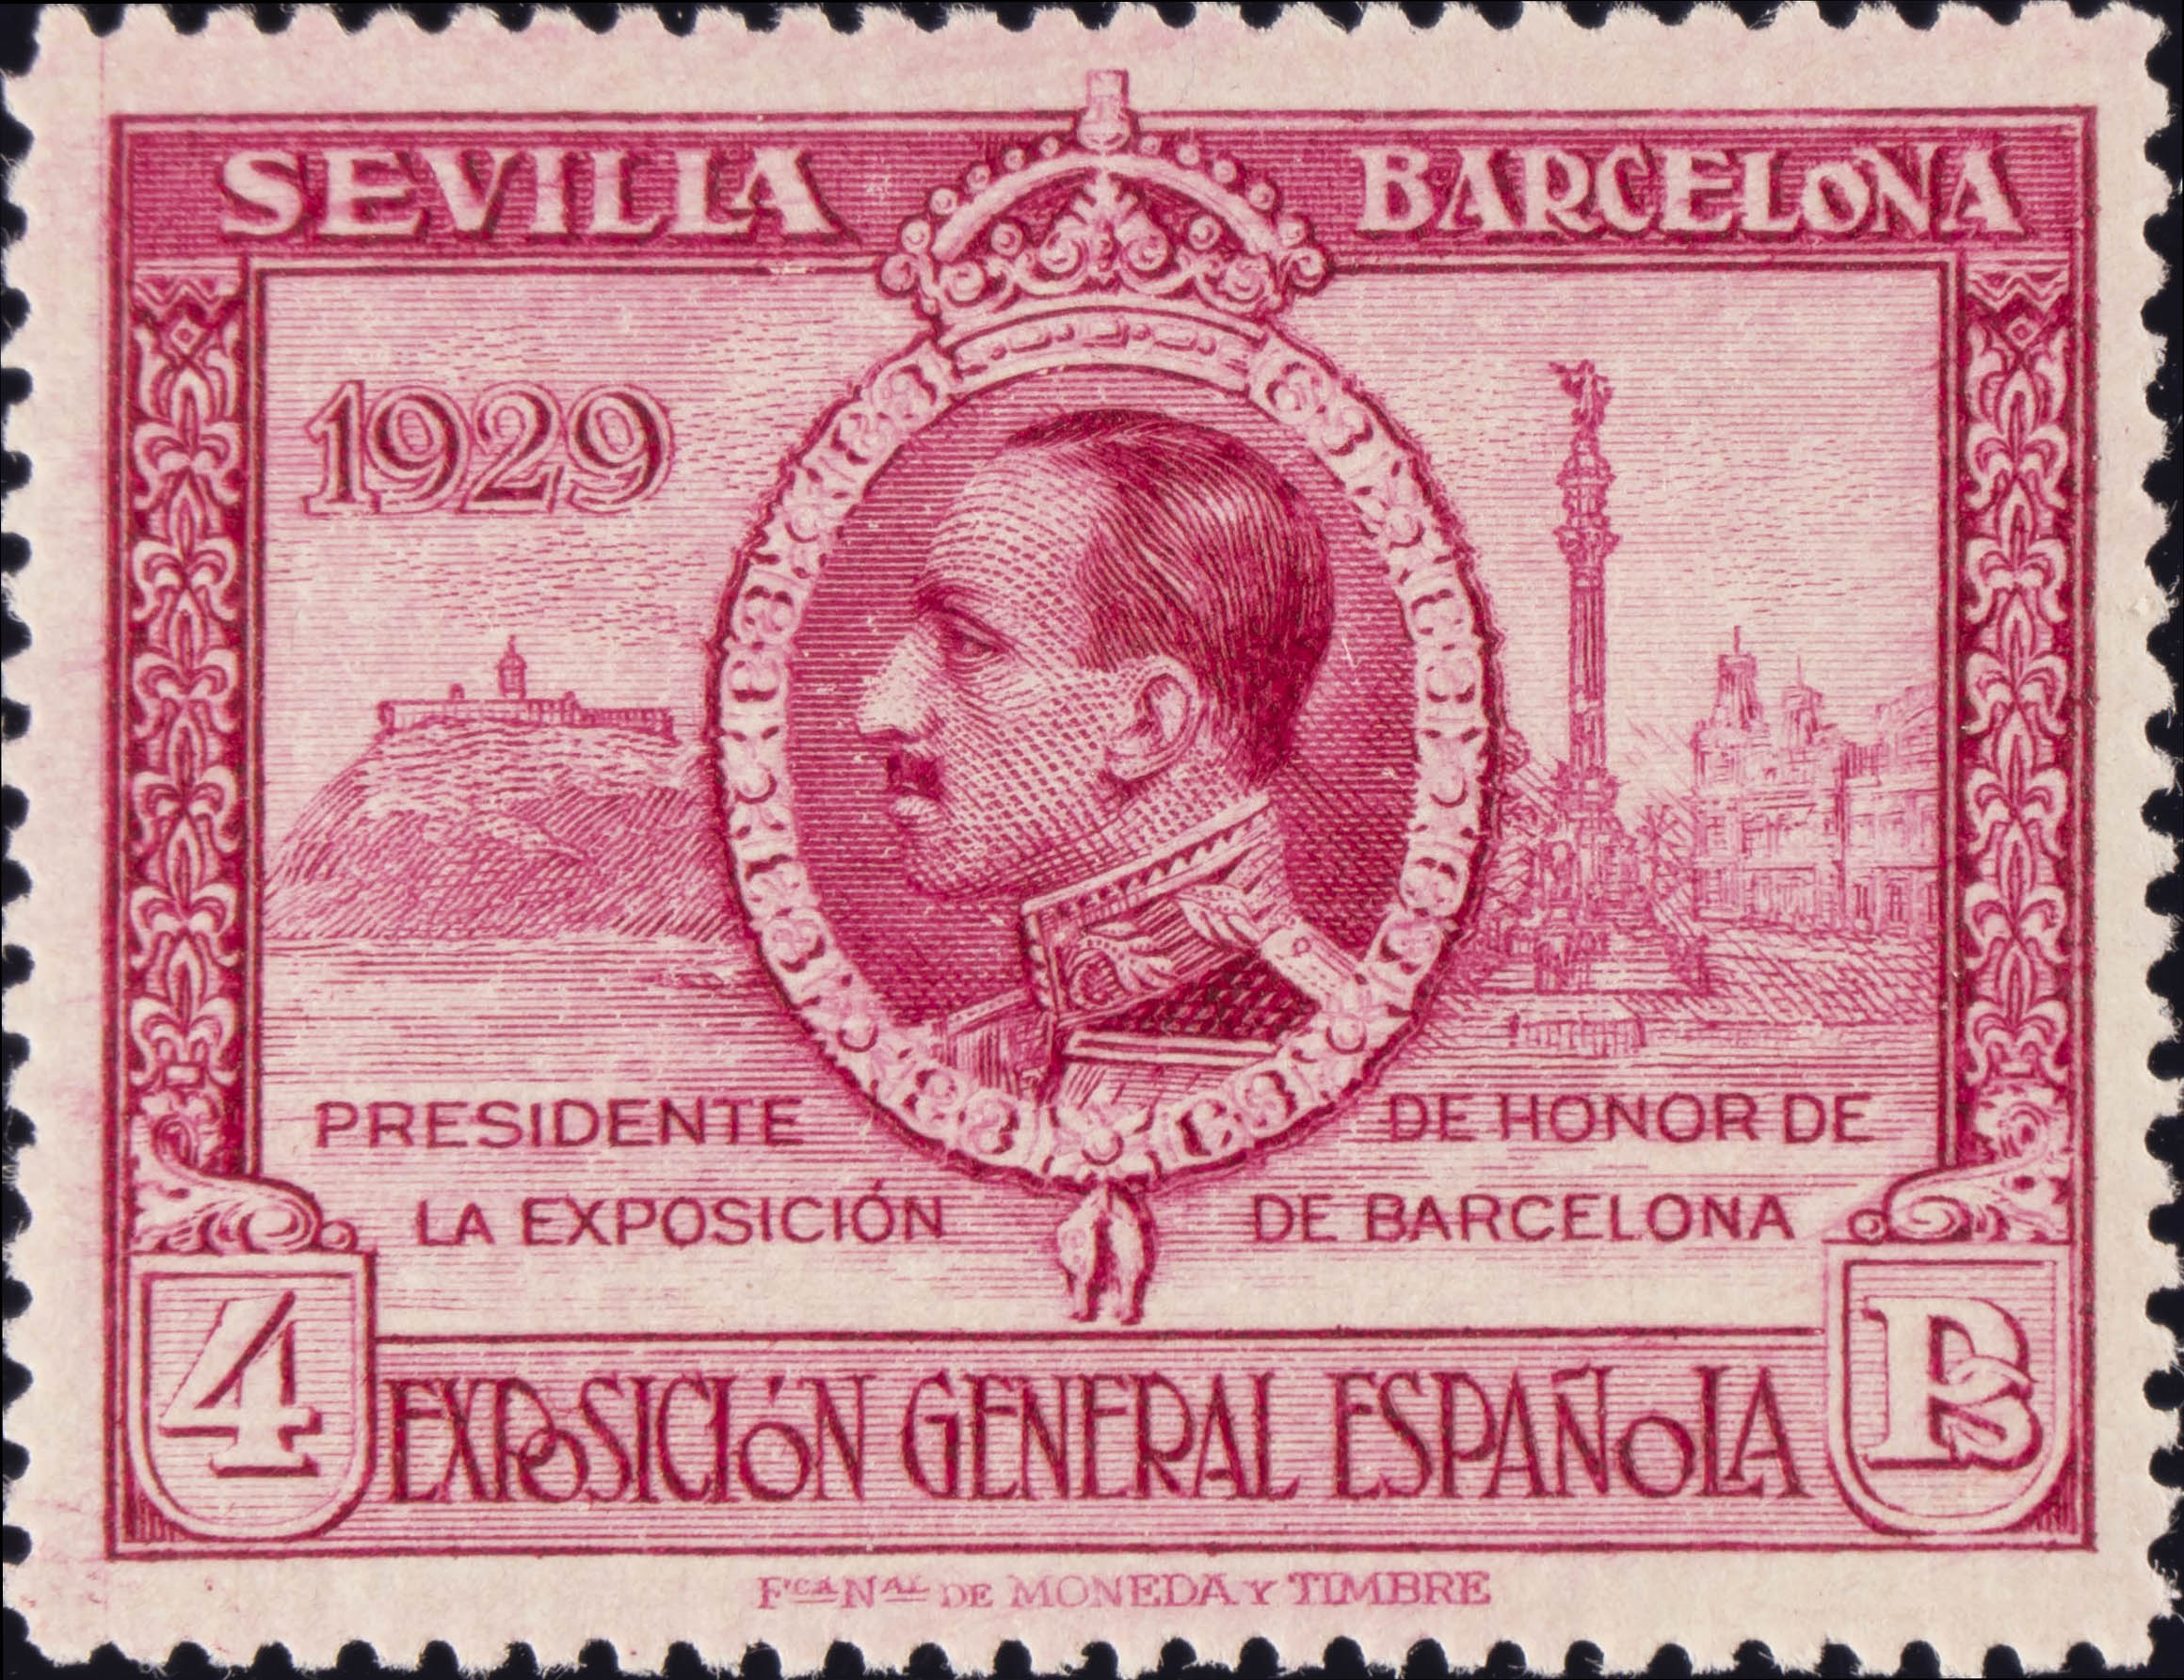 SEVILLA BARCELONA
1929
PRESIDENTE DE HONOR DE
LA EXPOSICIÓN DE BARCELONA
4 EXPOSICIÓN GENERAL ESPAÑOLA Ps
Fca Nal DE MONEDA Y TIMBRE